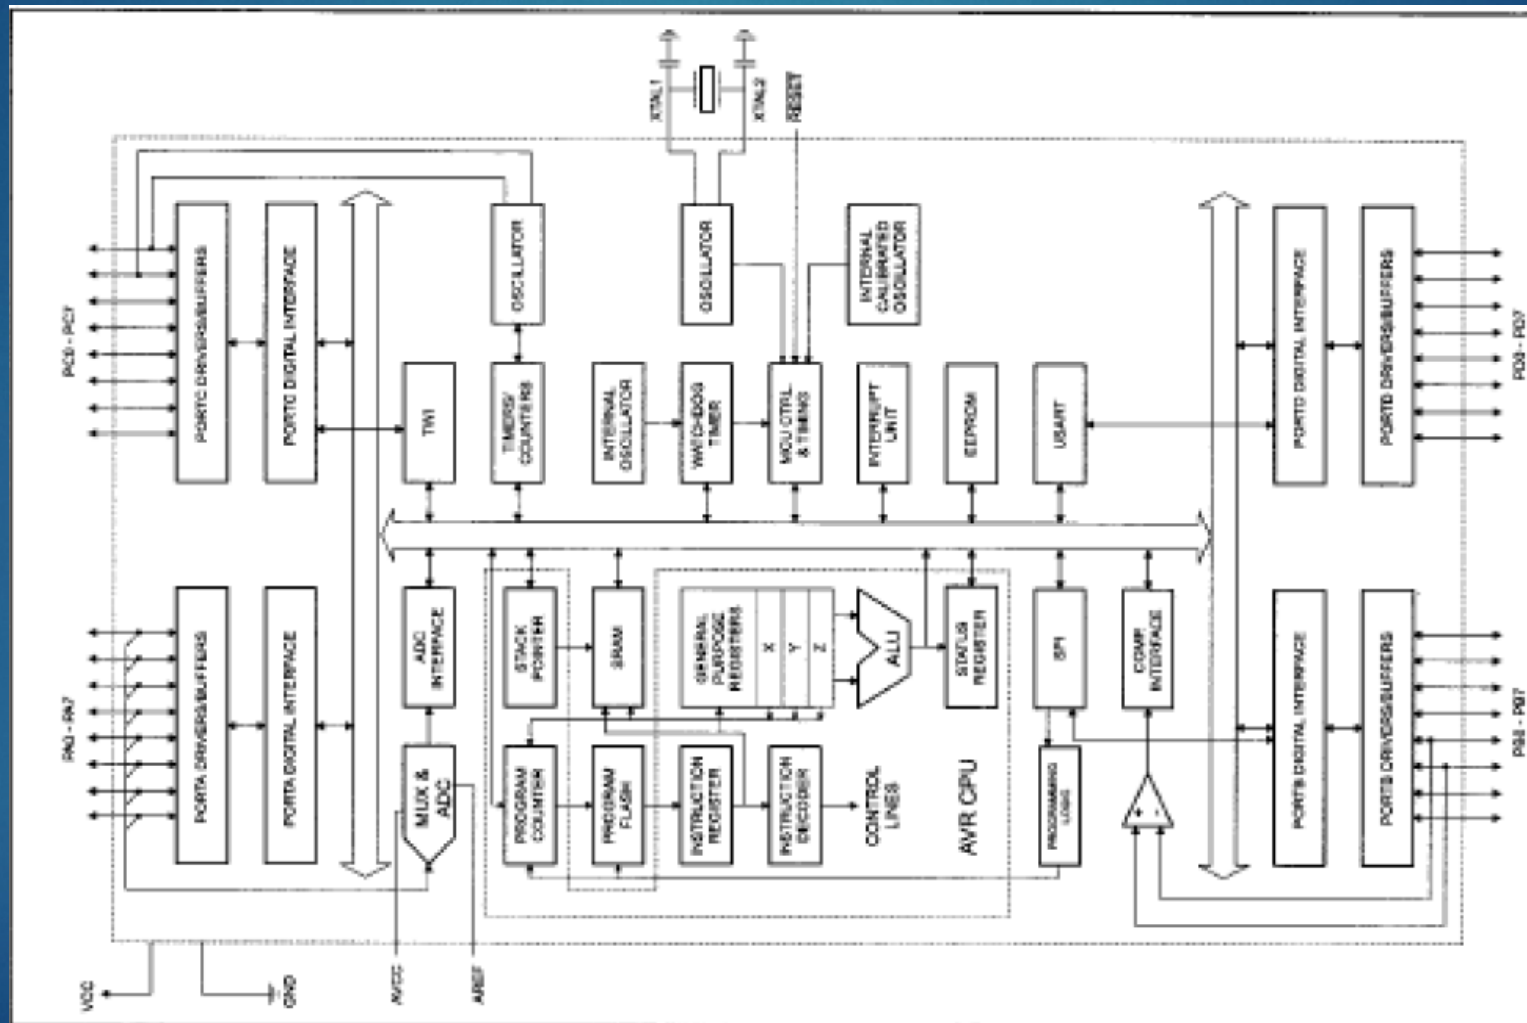 VCC
GND
PA0 - PA7
PC0 - PC7
PORTA DRIVERS/BUFFERS
PORTC DRIVERS/BUFFERS
PORTA DIGITAL INTERFACE
PORTC DIGITAL INTERFACE
AVCC
AREF
MUX &
ADC
ADC
INTERFACE
TWI
TIMERS/
COUNTERS
OSCILLATOR
PROGRAM
COUNTER
STACK
POINTER
PROGRAM
FLASH
SRAM
INTERNAL
OSCILLATOR
XTAL1
INSTRUCTION
REGISTER
GENERAL
PURPOSE
REGISTERS
X
Y
Z
WATCHDOG
TIMER
OSCILLATOR
XTAL2
INSTRUCTION
DECODER
MCU CTRL.
& TIMING
RESET
CONTROL
LINES
ALU
INTERRUPT
UNIT
INTERNAL
CALIBRATED
OSCILLATOR
AVR CPU
STATUS
REGISTER
EEPROM
PROGRAMMING
LOGIC
SPI
USART
+
-
COMP.
INTERFACE
PORTB DIGITAL INTERFACE
PORTD DIGITAL INTERFACE
PORTB DRIVERS/BUFFERS
PORTD DRIVERS/BUFFERS
PB0 - PB7
PD0 - PD7